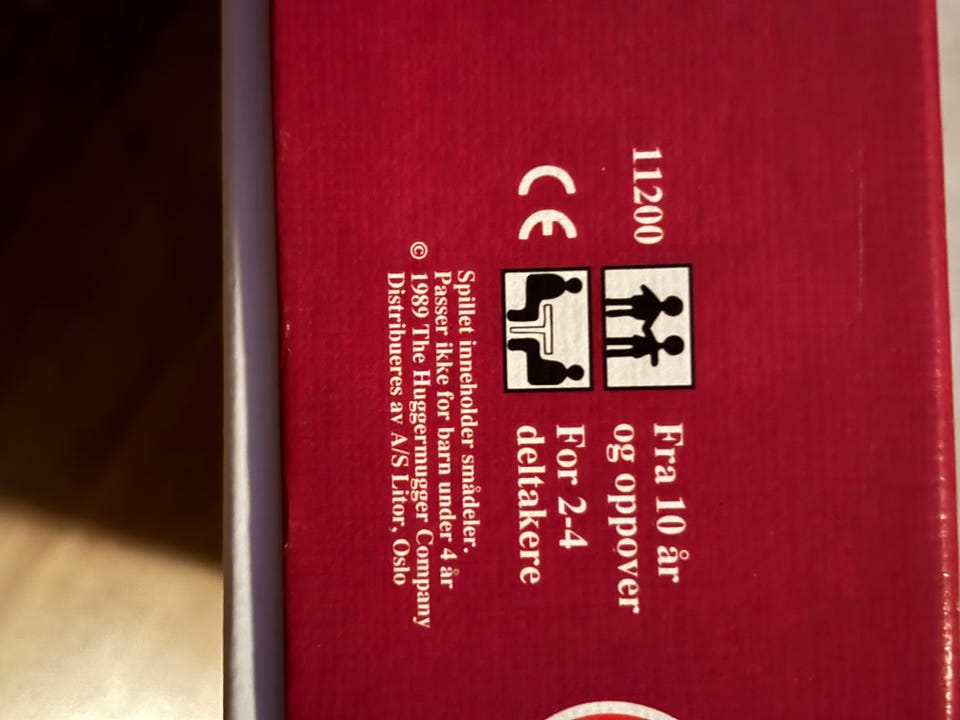 11200
Fra 10 år
og oppover
CE
For 2-4
deltakere
Spillet inneholder smådeler.
Passer ikke for barn under 4 år
© 1989 The Huggermugger Company
Distribueres av A/S Litor, Oslo